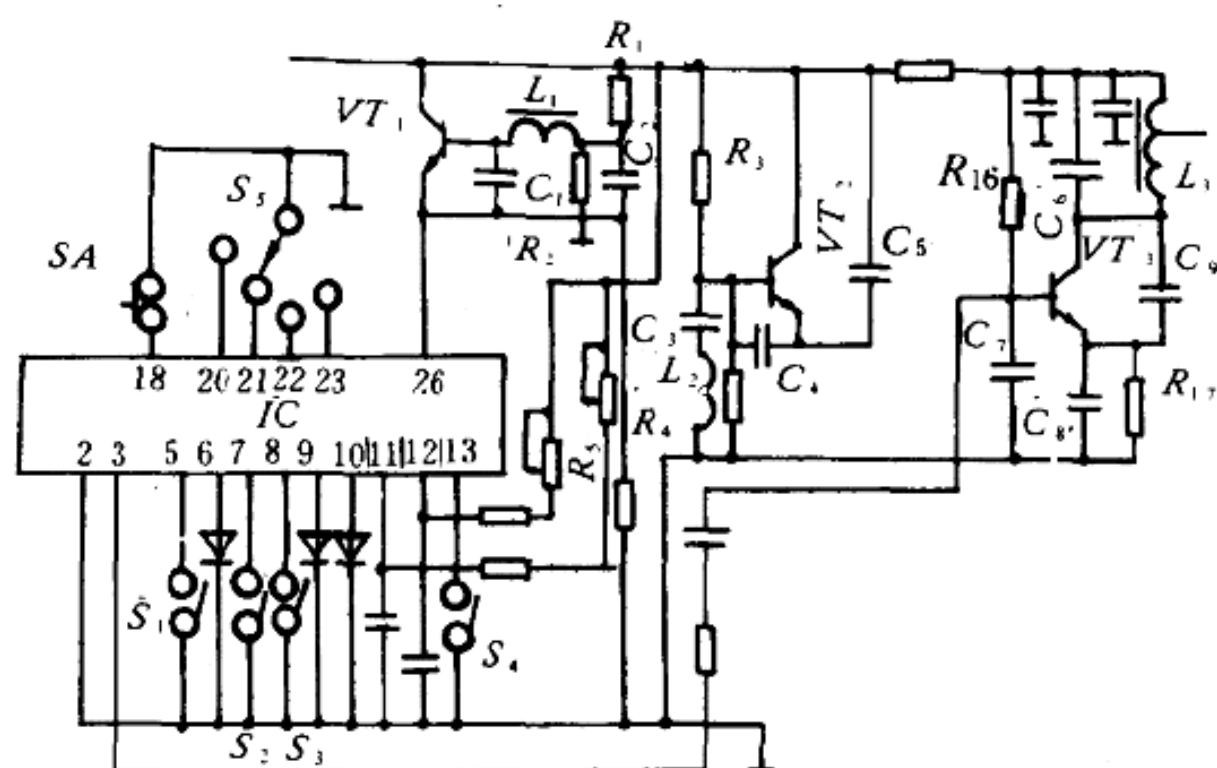 R₁
L₁
VT₁
C₂
R₃
R₁₆
C₁
VT₂
C₆
L₃
S₅
R₂
C₅
VT₃
C₉
SA
C₃
C₇
18 20 21 22 23 26
L₂
C₄
R₁₇
IC
R₄
C₈
2 3 5 6 7 8 9 10 11 12 13
R₅
S₁
S₄
S₂ S₃